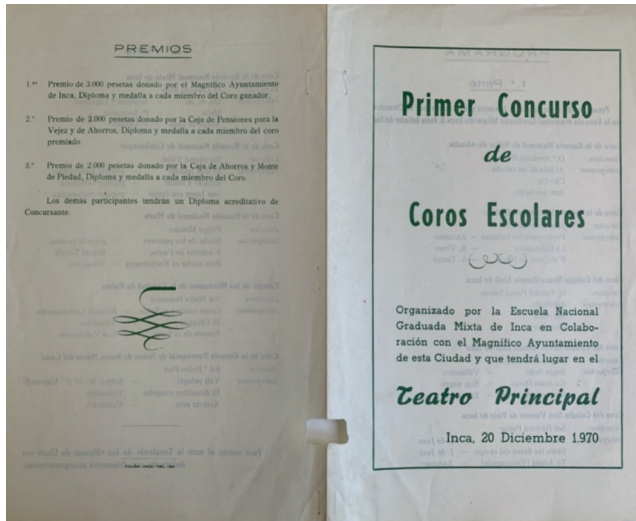 PREMIOS
1.er Premio de 3.000 pesetas donado por el Magnífico Ayuntamiento
de Inca, Diploma y medalla a cada miembro del Coro ganador.
2.º Premio de 2.000 pesetas donado por la Caja de Pensiones para la
Vejez y de Ahorros, Diploma y medalla a cada miembro del coro
premiado.
3.º Premio de 2.000 pesetas donado por la Caja de Ahorros y Monte
de Piedad, Diploma y medalla a cada miembro del Coro.
Los demás participantes tendrán un Diploma acreditativo de
Concursante.
Primer Concurso
de
Coros Escolares
Organizado por la Escuela Nacional
Graduada Mixta de Inca en Colabo-
ración con el Magnífico Ayuntamiento
de esta Ciudad y que tendrá lugar en el
Teatro Principal
Inca, 20 Diciembre 1.970